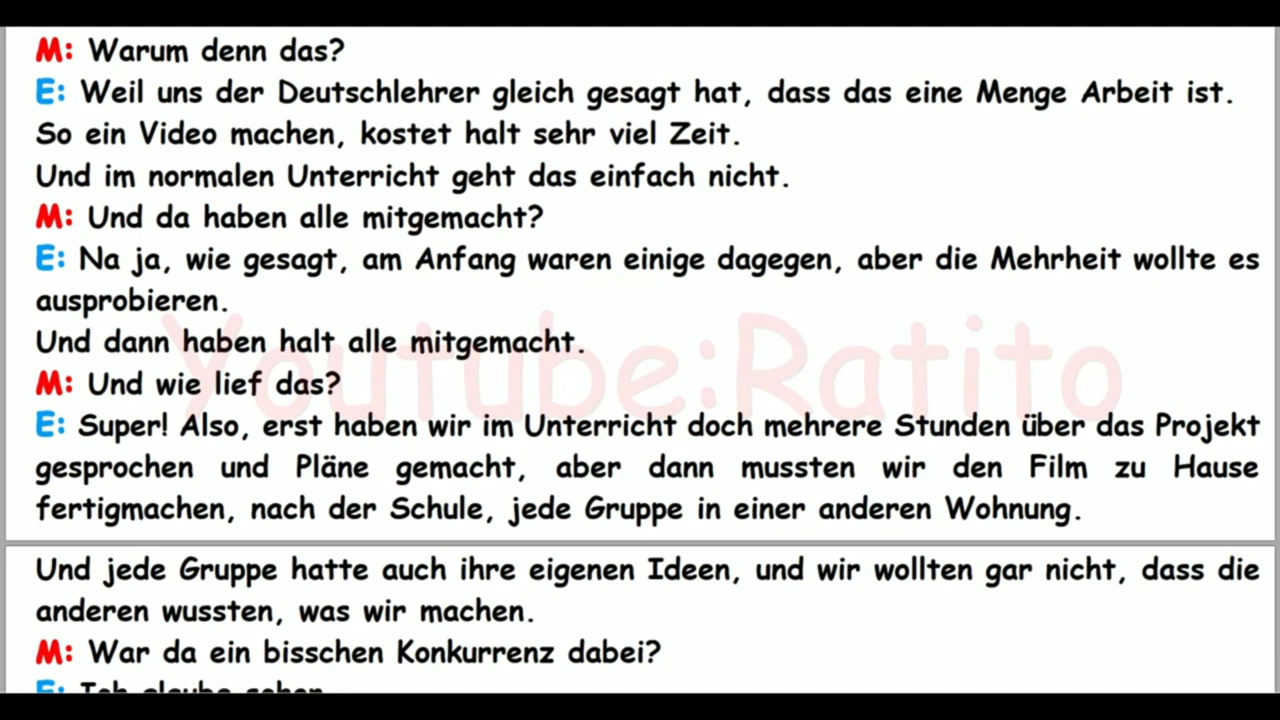 M: Warum denn das?
E: Weil uns der Deutschlehrer gleich gesagt hat, dass das eine Menge Arbeit ist.
So ein Video machen, kostet halt sehr viel Zeit.
Und im normalen Unterricht geht das einfach nicht.
M: Und da haben alle mitgemacht?
E: Na ja, wie gesagt, am Anfang waren einige dagegen, aber die Mehrheit wollte es
ausprobieren.
Und dann haben halt alle mitgemacht.
Youtube:Ratito
M: Und wie lief das?
E: Super! Also, erst haben wir im Unterricht doch mehrere Stunden über das Projekt
gesprochen und Pläne gemacht, aber dann mussten wir den Film zu Hause
fertigmachen, nach der Schule, jede Gruppe in einer anderen Wohnung.
Und jede Gruppe hatte auch ihre eigenen Ideen, und wir wollten gar nicht, dass die
anderen wussten, was wir machen.
M: War da ein bisschen Konkurrenz dabei?
E: Ich glaube schon